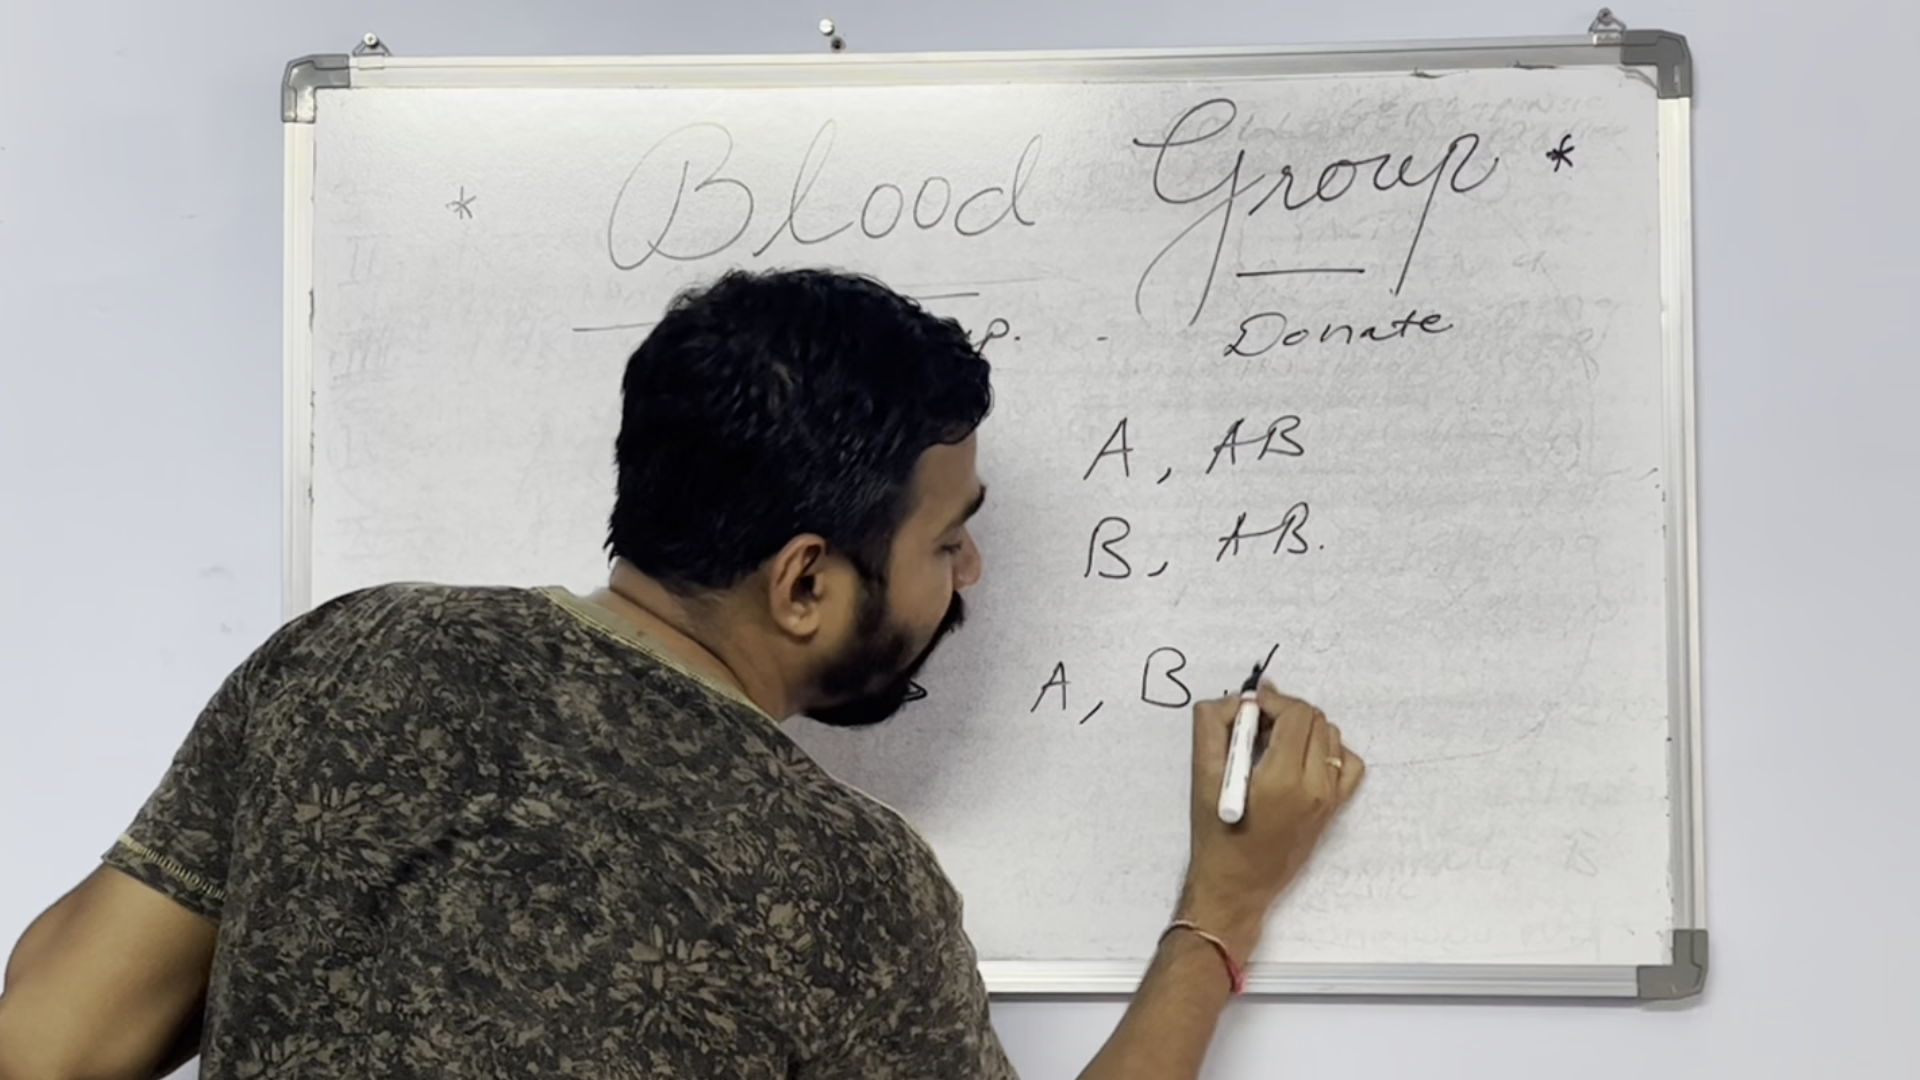 * Blood Group *
Donate
A, AB
B, AB.
A, B,